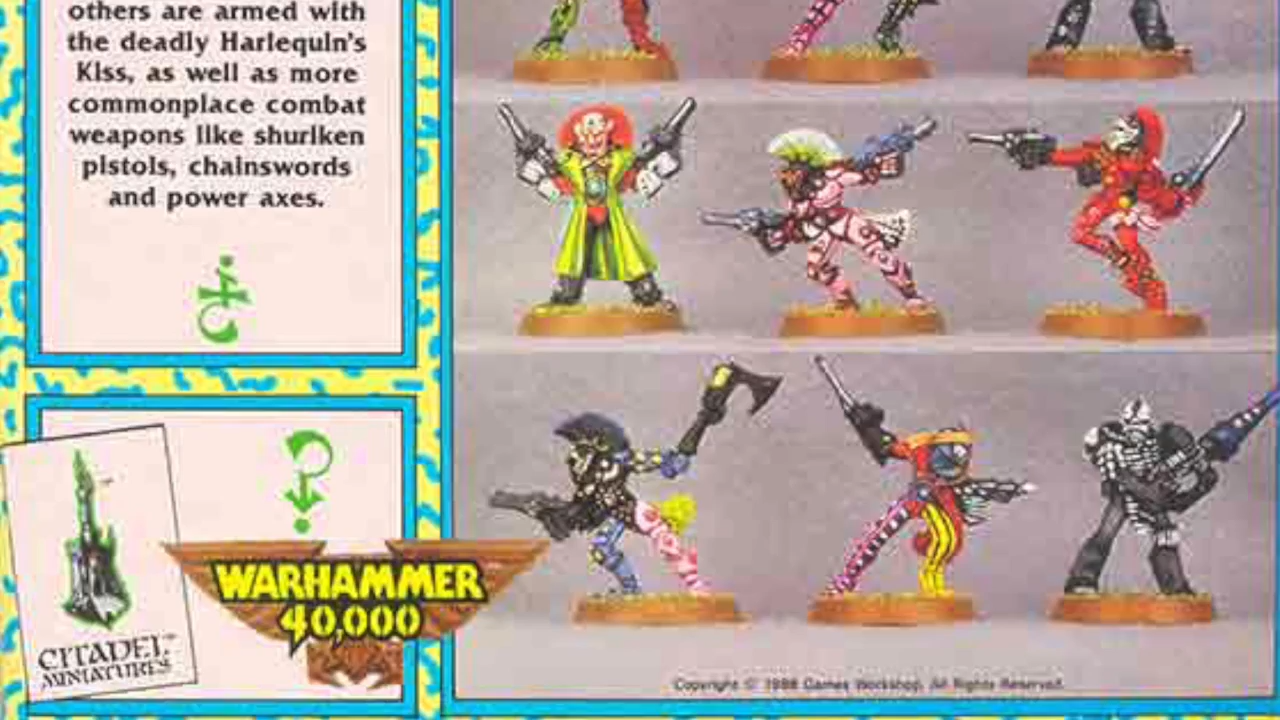 others are armed with
the deadly Harlequin's
Kiss, as well as more
commonplace combat
weapons like shuriken
pistols, chainswords
and power axes.
WARHAMMER
40,000
CITADEL™
MINIATURES
Copyright © 1988 Games Workshop. All Rights Reserved.